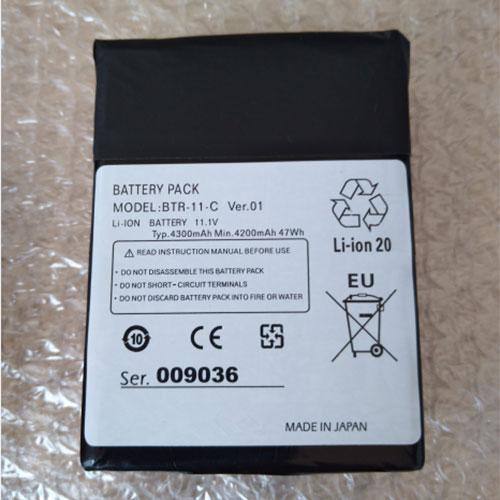 BATTERY PACK
MODEL:BTR-11-C Ver.01
LI-ION BATTERY 11.1V
Typ.4300mAh Min.4200mAh 47Wh
READ INSTRUCTION MANUAL BEFORE USE
• DO NOT DISASSEMBLE THIS BATTERY PACK
• DO NOT SHORT- CIRCUIT TERMINALS
• DO NOT DISCARD BATTERY PACK INTO FIRE OR WATER
Li-ion 20
EU
10
CE
Ser. 009036
MADE IN JAPAN